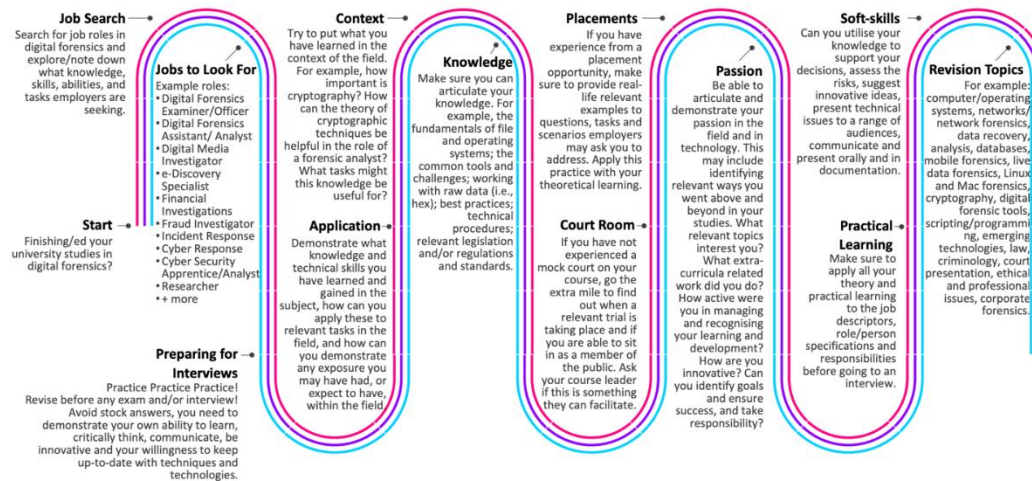 Job Search
Search for job roles in
digital forensics and
explore/note down
what knowledge,
skills, abilities, and
tasks employers are
seeking.
Start
Finishing/ed your
university studies in
digital forensics?
Jobs to Look For
Example roles:
• Digital Forensics
Examiner/Officer
• Digital Forensics
Assistant/ Analyst
• Digital Media
Investigator
• e-Discovery
Specialist
• Financial
Investigations
• Fraud Investigator
• Incident Response
• Cyber Response
• Cyber Security
Apprentice/Analyst
• Researcher
• + more
Preparing for
Interviews
Practice Practice Practice!
Revise before any exam and/or interview!
Avoid stock answers, you need to
demonstrate your own ability to learn,
critically think, communicate, be
innovative and your willingness to keep
up-to-date with techniques and
technologies.
Context
Try to put what you
have learned in the
context of the field.
For example, how
important is
cryptography? How
can the theory of
cryptographic
techniques be
helpful in the role of
a forensic analyst?
What tasks might
this knowledge be
useful for?
Application
Demonstrate what
knowledge and
technical skills you
have learned and
gained in the
subject, how can you
apply these to
relevant tasks in the
field, and how can
you demonstrate
any exposure you
may have had, or
expect to have,
within the field.
Knowledge
Make sure you can
articulate your
knowledge. For
example, the
fundamentals of file
and operating
systems; the
common tools and
challenges; working
with raw data (i.e.,
hex); best practices;
technical
procedures;
relevant legislation
and/or regulations
and standards.
Placements
If you have
experience from a
placement
opportunity, make
sure to provide real-
life relevant
examples to
questions, tasks and
scenarios employers
may ask you to
address. Apply this
practice with your
theoretical learning.
Court Room
If you have not
experienced a
mock court on your
course, go the
extra mile to find
out when a
relevant trial is
taking place and if
you are able to sit
in as a member of
the public. Ask
your course leader
if this is something
they can facilitate.
Passion
Be able to
articulate and
demonstrate your
passion in the
field and in
technology. This
may include
identifying
relevant ways you
went above and
beyond in your
studies. What
relevant topics
interest you?
What extra-
curricula related
work did you do?
How active were
you in managing
and recognising
your learning and
development?
How are you
innovative? Can
you identify goals
and ensure
success, and take
responsibility?
Soft-skills
Can you utilise your
knowledge to
support your
decisions, assess the
risks, suggest
innovative ideas,
present technical
issues to a range of
audiences,
communicate and
present orally and in
documentation.
Practical
Learning
Make sure to
apply all your
theory and
practical learning
to the job
descriptors,
role/person
specifications and
responsibilities
before going to an
interview.
Revision Topics
For example:
computer/operating
systems, networks/
network forensics,
data recovery,
analysis, databases,
mobile forensics, live
data forensics, Linux
and Mac forensics,
cryptography, digital
forensic tools,
scripting/programmi
ng, emerging
technologies, law,
criminology, court
presentation, ethical
and professional
issues, corporate
forensics.